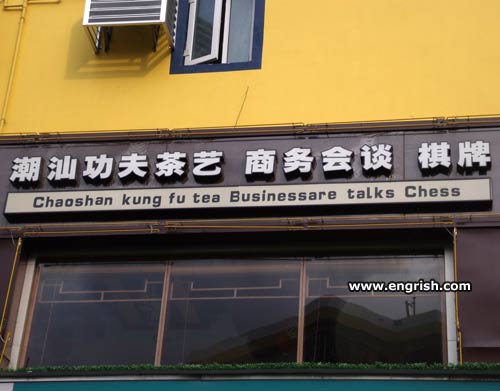 潮汕功夫茶艺 商务会谈 棋牌
Chaoshan kung fu tea Businessare talks Chess
www.engrish.com